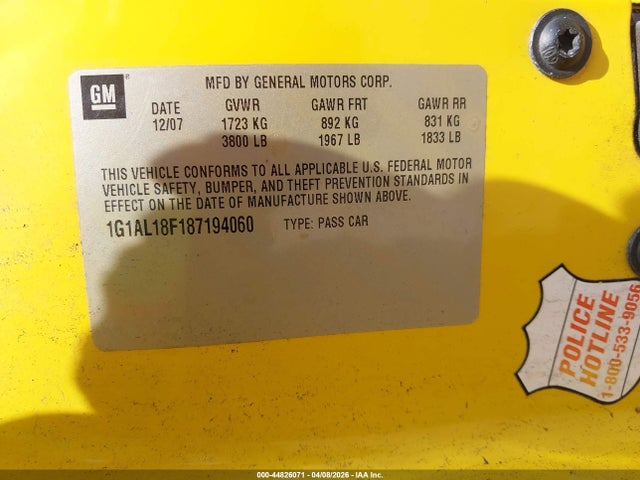 GM
MFD BY GENERAL MOTORS CORP.
DATE GVWR GAWR FRT GAWR RR
12/07 1723 KG 892 KG 831 KG
3800 LB 1967 LB 1833 LB
THIS VEHICLE CONFORMS TO ALL APPLICABLE U.S. FEDERAL MOTOR
VEHICLE SAFETY, BUMPER, AND THEFT PREVENTION STANDARDS IN
EFFECT ON THE DATE OF MANUFACTURE SHOWN ABOVE.
1G1AL18F187194060 TYPE: PASS CAR
POLICE
HOTLINE
1-800-533-9056
000-44826071 - 04/08/2026 - IAA Inc.